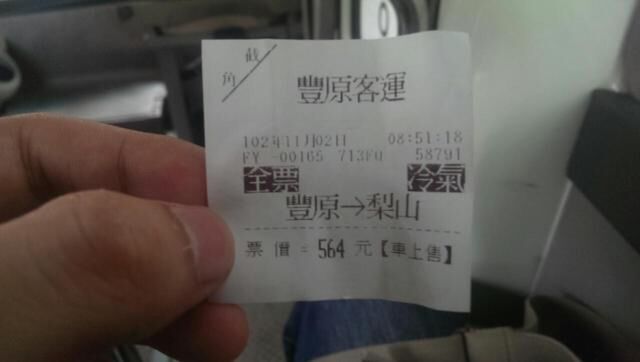 截角
豐原客運
102年11月02日 08:51:18
FY -00165 713FQ 58791
全票 冷氣
豐原→梨山
票價 = 564 元【車上售】